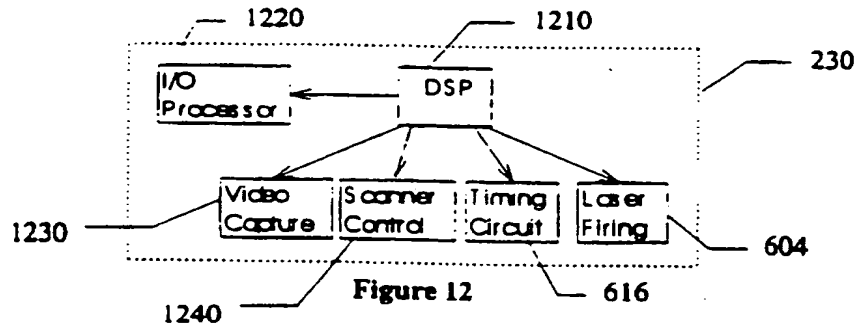 1220
1210
230
I/O
Processor
DSP
Video
Capture
Scanner
Control
Timing
Circuit
Laser
Firing
1230
604
1240
Figure 12
616